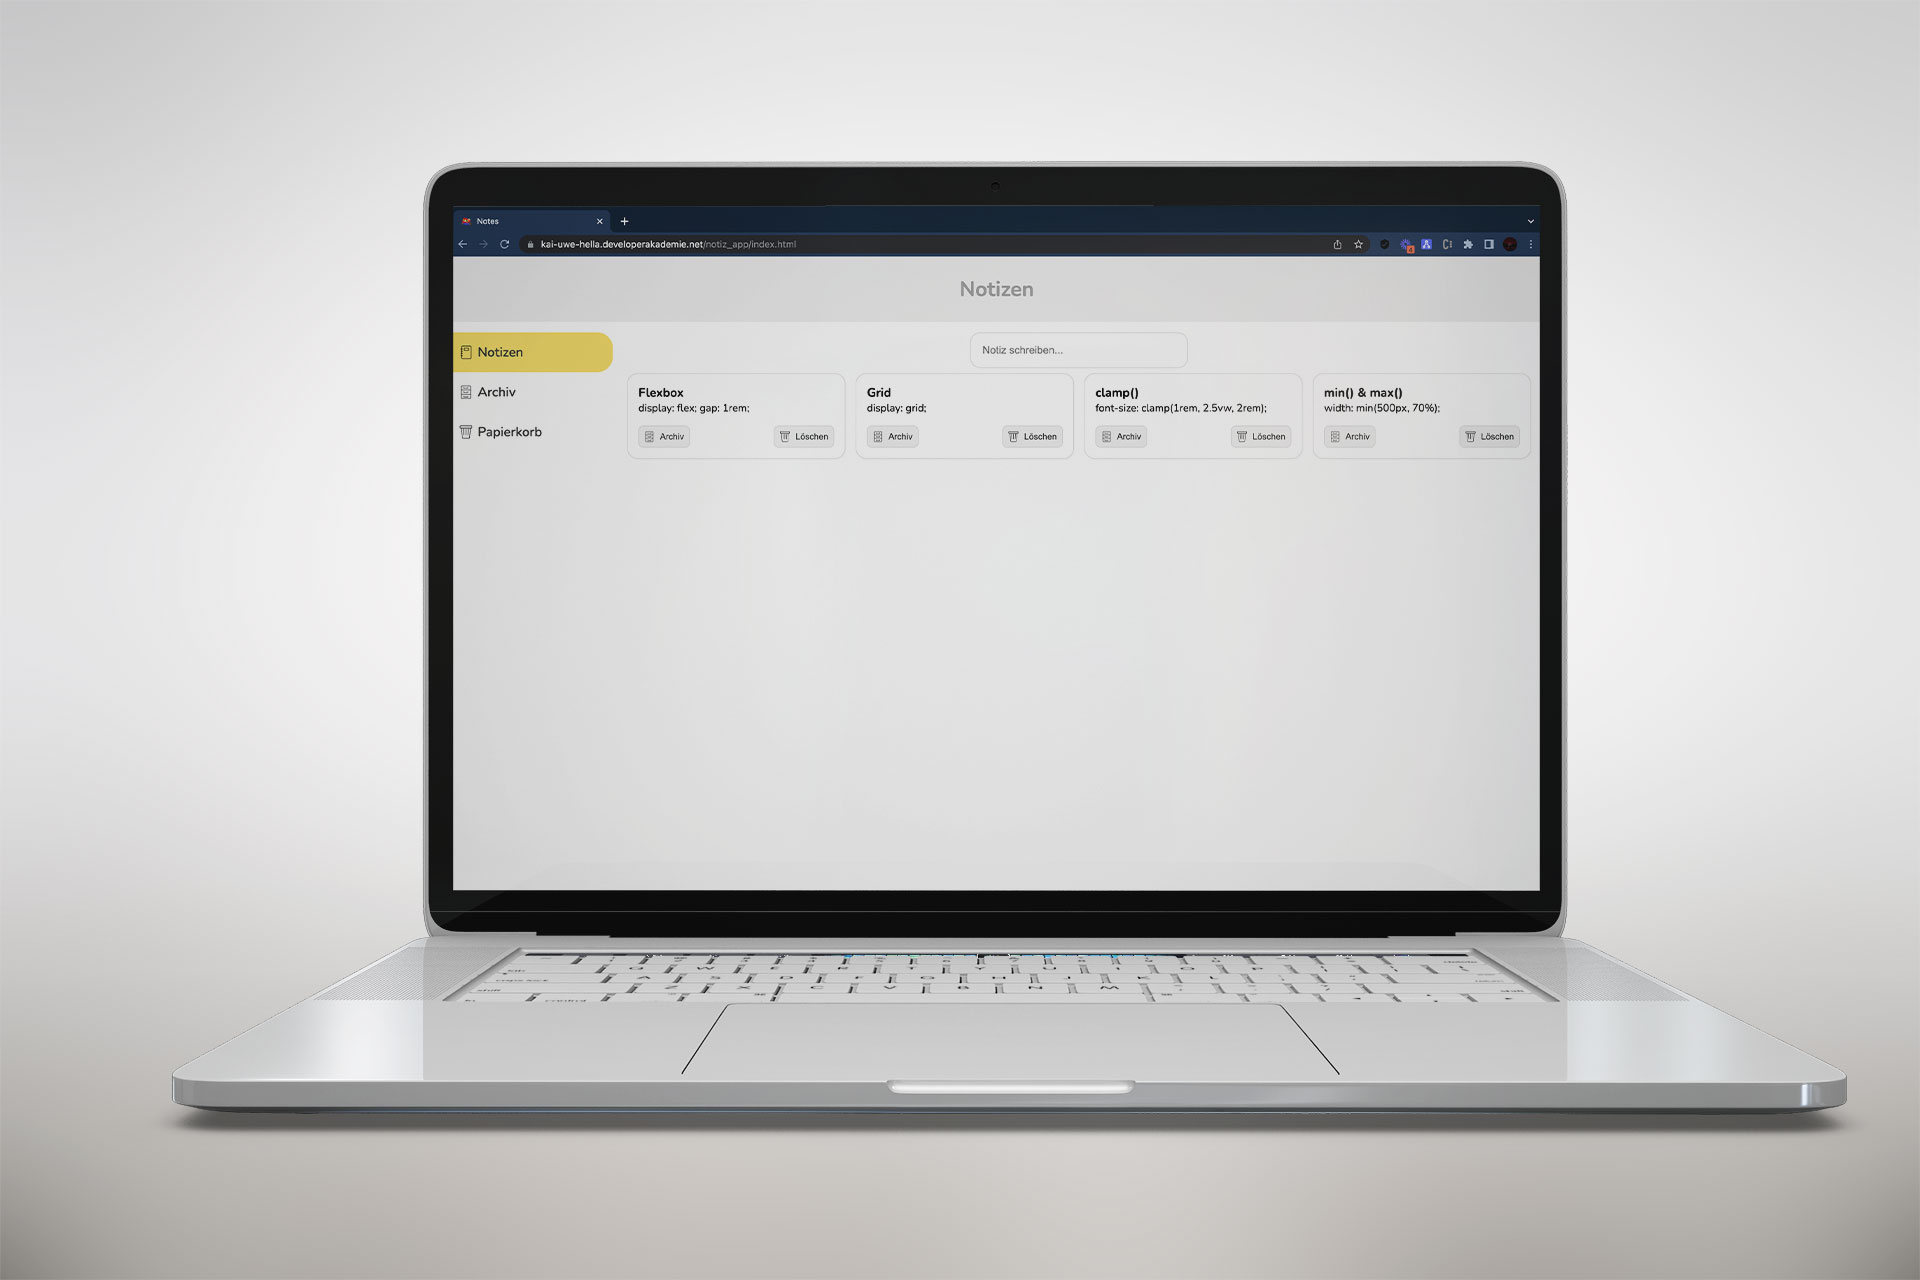 Notes
kai-uwe-hella.developerakademie.net/notiz_app/index.html
Notizen
Notizen
Archiv
Papierkorb
Notiz schreiben...
Flexbox
display: flex; gap: 1rem;
Archiv
Löschen
Grid
display: grid;
Archiv
Löschen
clamp()
font-size: clamp(1rem, 2.5vw, 2rem);
Archiv
Löschen
min() & max()
width: min(500px, 70%);
Archiv
Löschen
Q W E R T Y U I O P
A S D F G H J K L
Z X C V B N M